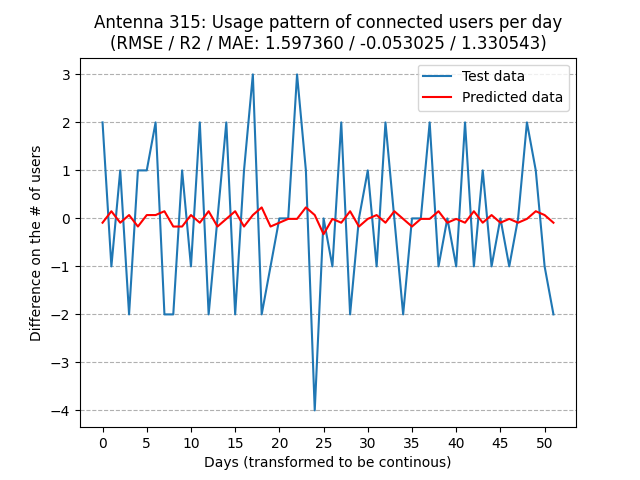 Antenna 315: Usage pattern of connected users per day
(RMSE / R2 / MAE: 1.597360 / -0.053025 / 1.330543)
Test data
Predicted data
Difference on the # of users
3
2
1
0
−1
−2
−3
−4
0 5 10 15 20 25 30 35 40 45 50
Days (transformed to be continous)